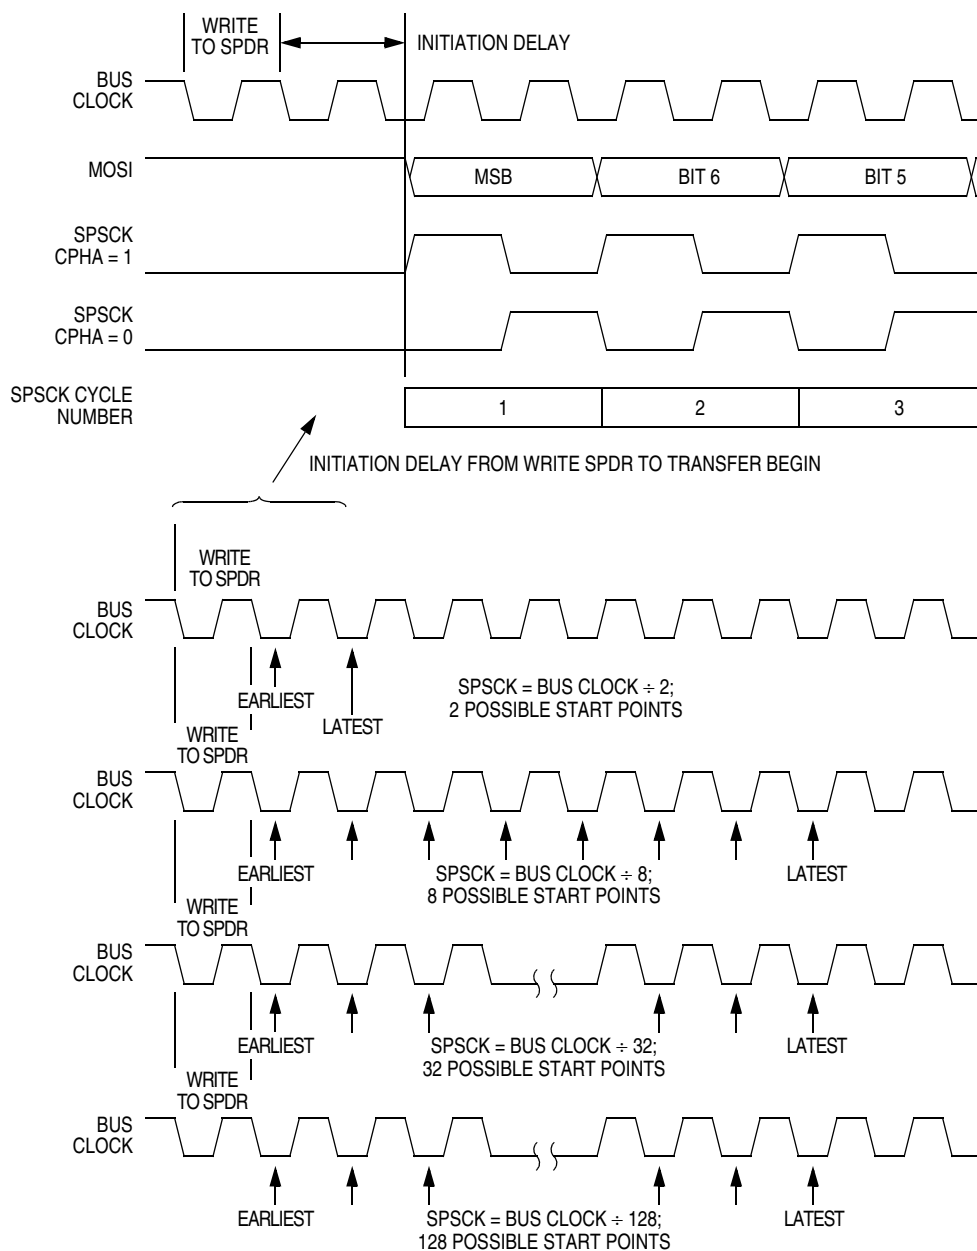 WRITE
TO SPDR
INITIATION DELAY
BUS
CLOCK
MOSI
MSB
BIT 6
BIT 5
SPSCK
CPHA = 1
SPSCK
CPHA = 0
SPSCK CYCLE
NUMBER
1
2
3
INITIATION DELAY FROM WRITE SPDR TO TRANSFER BEGIN
WRITE
TO SPDR
BUS
CLOCK
EARLIEST
LATEST
SPSCK = BUS CLOCK ÷ 2;
2 POSSIBLE START POINTS
WRITE
TO SPDR
BUS
CLOCK
EARLIEST
SPSCK = BUS CLOCK ÷ 8;
8 POSSIBLE START POINTS
LATEST
WRITE
TO SPDR
BUS
CLOCK
EARLIEST
SPSCK = BUS CLOCK ÷ 32;
32 POSSIBLE START POINTS
LATEST
WRITE
TO SPDR
BUS
CLOCK
EARLIEST
SPSCK = BUS CLOCK ÷ 128;
128 POSSIBLE START POINTS
LATEST